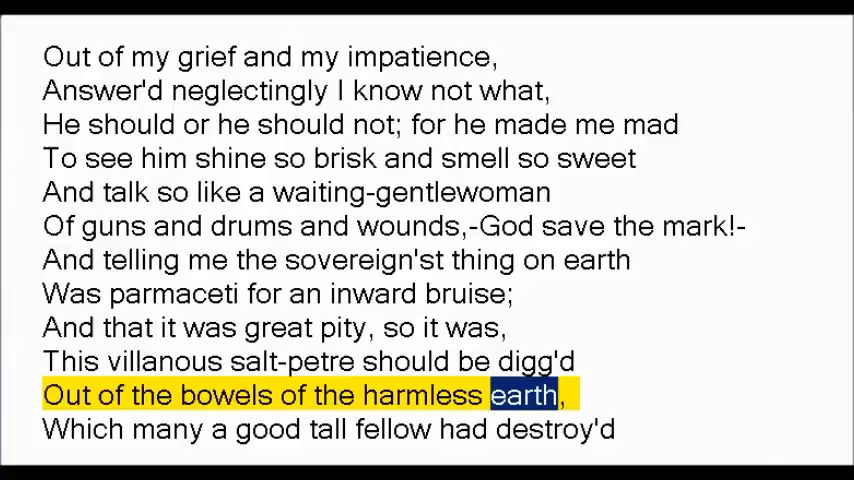 Out of my grief and my impatience,
Answer'd neglectingly I know not what,
He should or he should not; for he made me mad
To see him shine so brisk and smell so sweet
And talk so like a waiting-gentlewoman
Of guns and drums and wounds,-God save the mark!-
And telling me the sovereign'st thing on earth
Was parmaceti for an inward bruise;
And that it was great pity, so it was,
This villanous salt-petre should be digg'd
Out of the bowels of the harmless earth,
Which many a good tall fellow had destroy'd